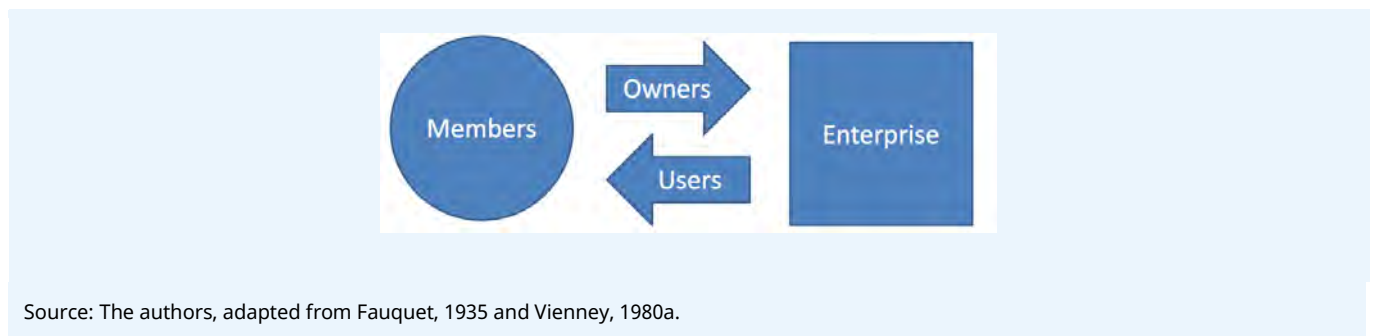 Members
Owners
Users
Enterprise
Source: The authors, adapted from Fauquet, 1935 and Vienney, 1980a.